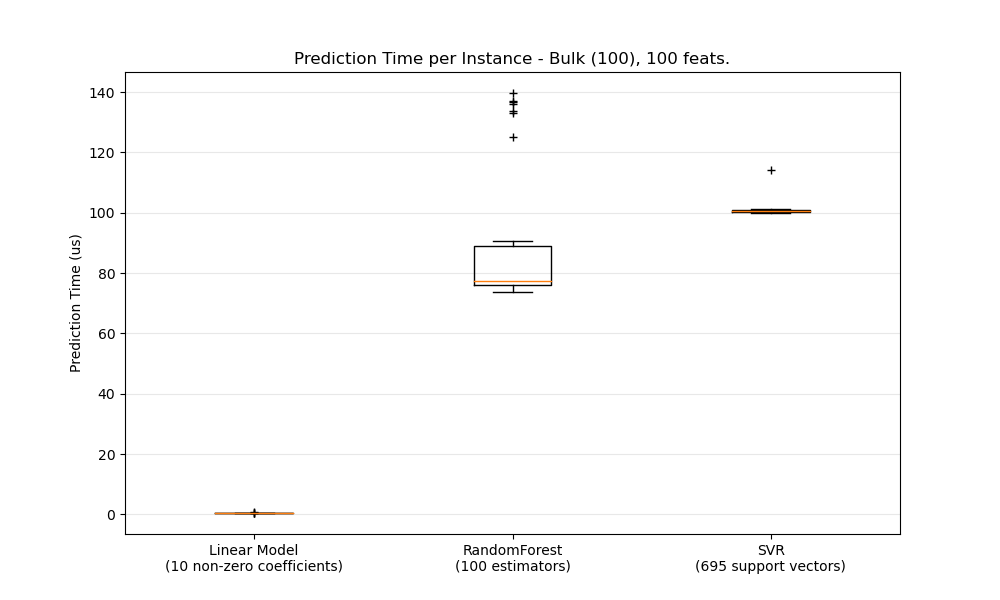 Prediction Time per Instance - Bulk (100), 100 feats.
140
120
100
80
60
40
20
0
Prediction Time (us)
Linear Model
(10 non-zero coefficients)
RandomForest
(100 estimators)
SVR
(695 support vectors)